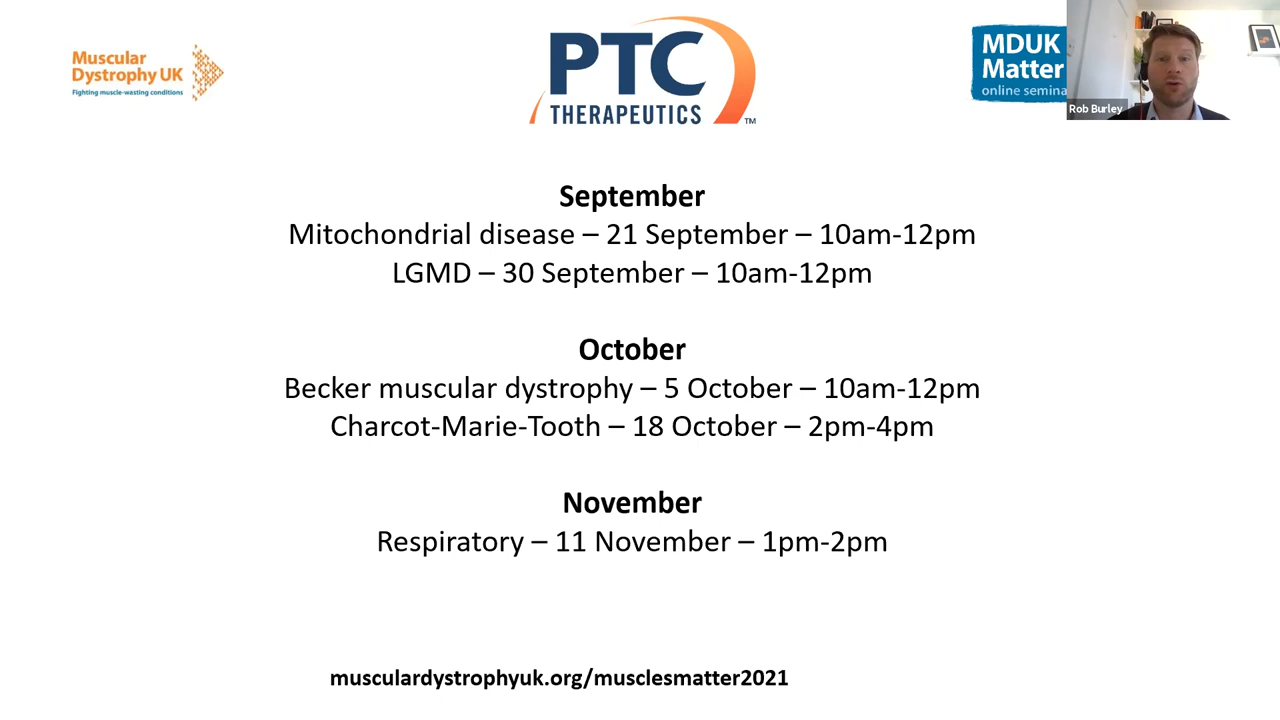 Muscular
Dystrophy UK
Fighting muscle-wasting conditions
PTC
THERAPEUTICS
TM
MDUK
Matter
online semina
Rob Burley
September
Mitochondrial disease – 21 September – 10am-12pm
LGMD – 30 September – 10am-12pm
October
Becker muscular dystrophy – 5 October – 10am-12pm
Charcot-Marie-Tooth – 18 October – 2pm-4pm
November
Respiratory – 11 November – 1pm-2pm
musculardystrophyuk.org/musclesmatter2021